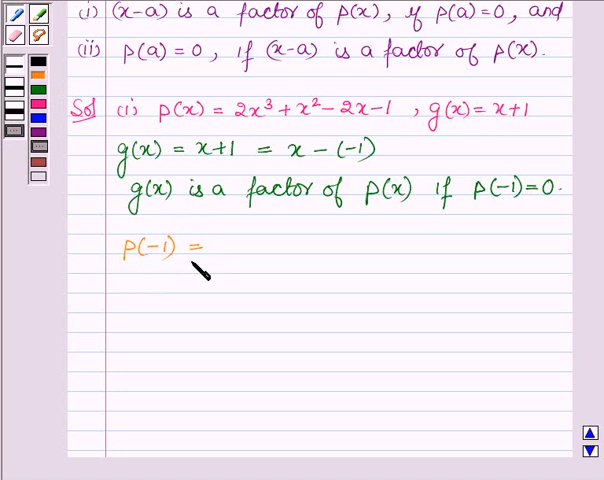 (i) (x-a) is a factor of p(x), if p(a)=0, and
(ii) p(a)=0, if (x-a) is a factor of p(x).
Sol (i) p(x) = 2x³+x²-2x-1, g(x)=x+1
g(x) = x+1 = x-(-1)
g(x) is a factor of p(x) if p(-1)=0.
p(-1) =